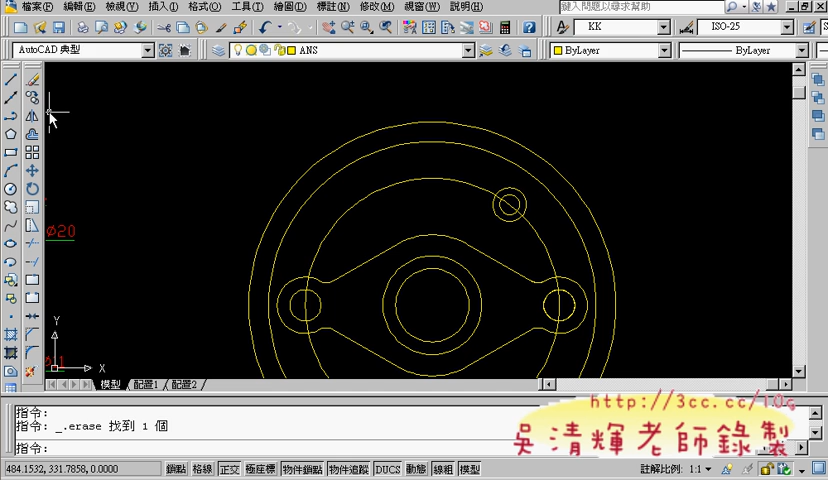 檔案(F) 編輯(E) 檢視(V) 插入(I) 格式(O) 工具(T) 繪圖(D) 標註(N) 修改(M) 視窗(W) 說明(H) 鍵入問題以尋求幫助
KK ISO-25
AutoCAD 典型 ANS ByLayer ByLayer
Ø20
Y
X
模型 配置1 配置2
http://3cc.cc/10g
指令:
指令: _.erase 找到 1 個
吳清輝老師錄製
指令:
484.1532, 331.7858, 0.0000 鎖點 格線 正交 極座標 物件鎖點 物件追蹤 DUCS 動態 線粗 模型 註解比例: 1:1